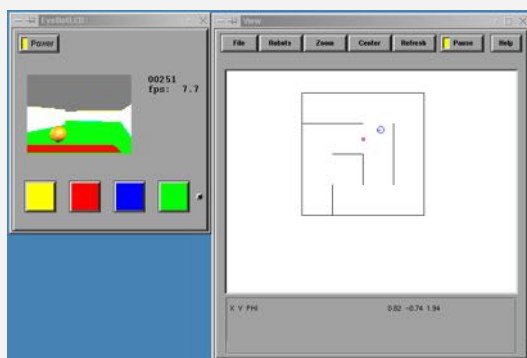 EyeBotLCD
Power
00251
fps: 7.7
View
File Robots Zoom Center Refresh Pause Help
X Y PHI 0.82 -0.74 1.94